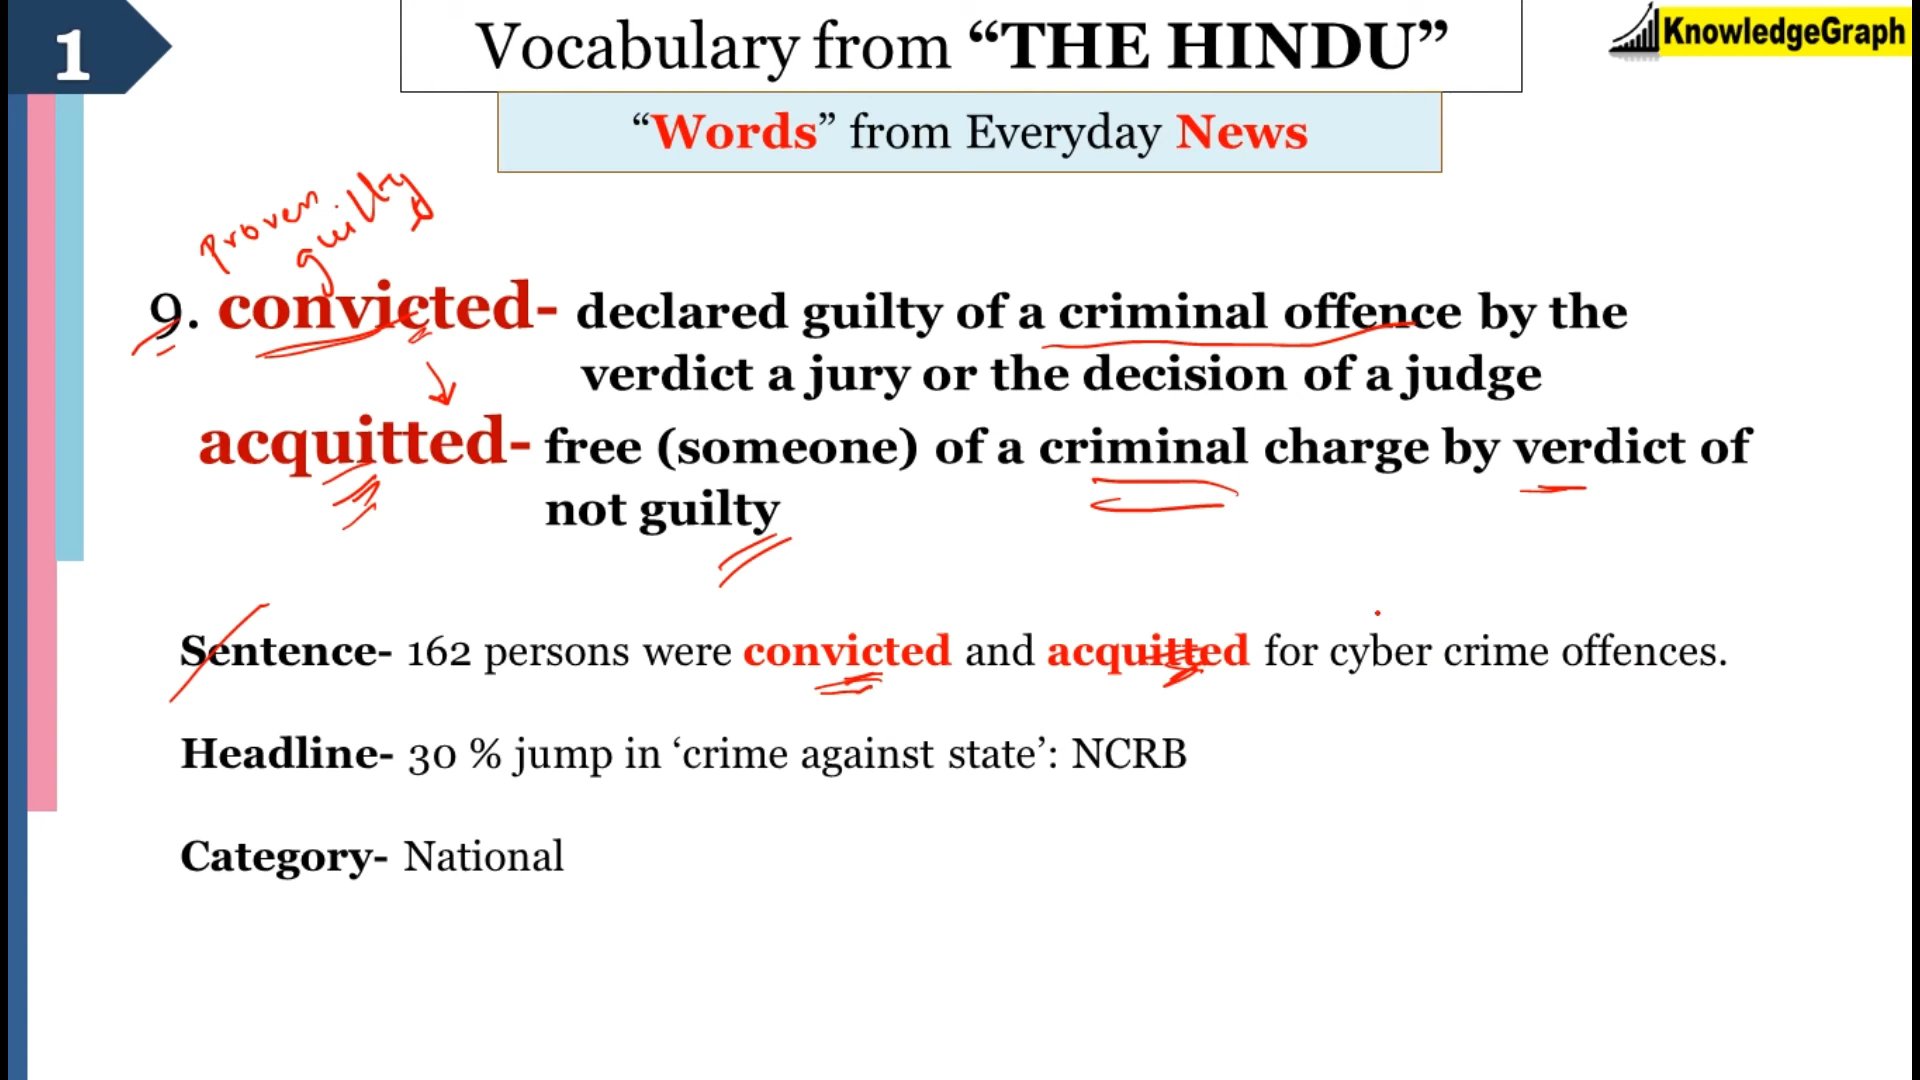 1
Vocabulary from “THE HINDU”
KnowledgeGraph
“Words” from Everyday News
proven
guilty
9. convicted- declared guilty of a criminal offence by the
verdict a jury or the decision of a judge
acquitted- free (someone) of a criminal charge by verdict of
not guilty
Sentence- 162 persons were convicted and acquitted for cyber crime offences.
Headline- 30 % jump in ‘crime against state’: NCRB
Category- National